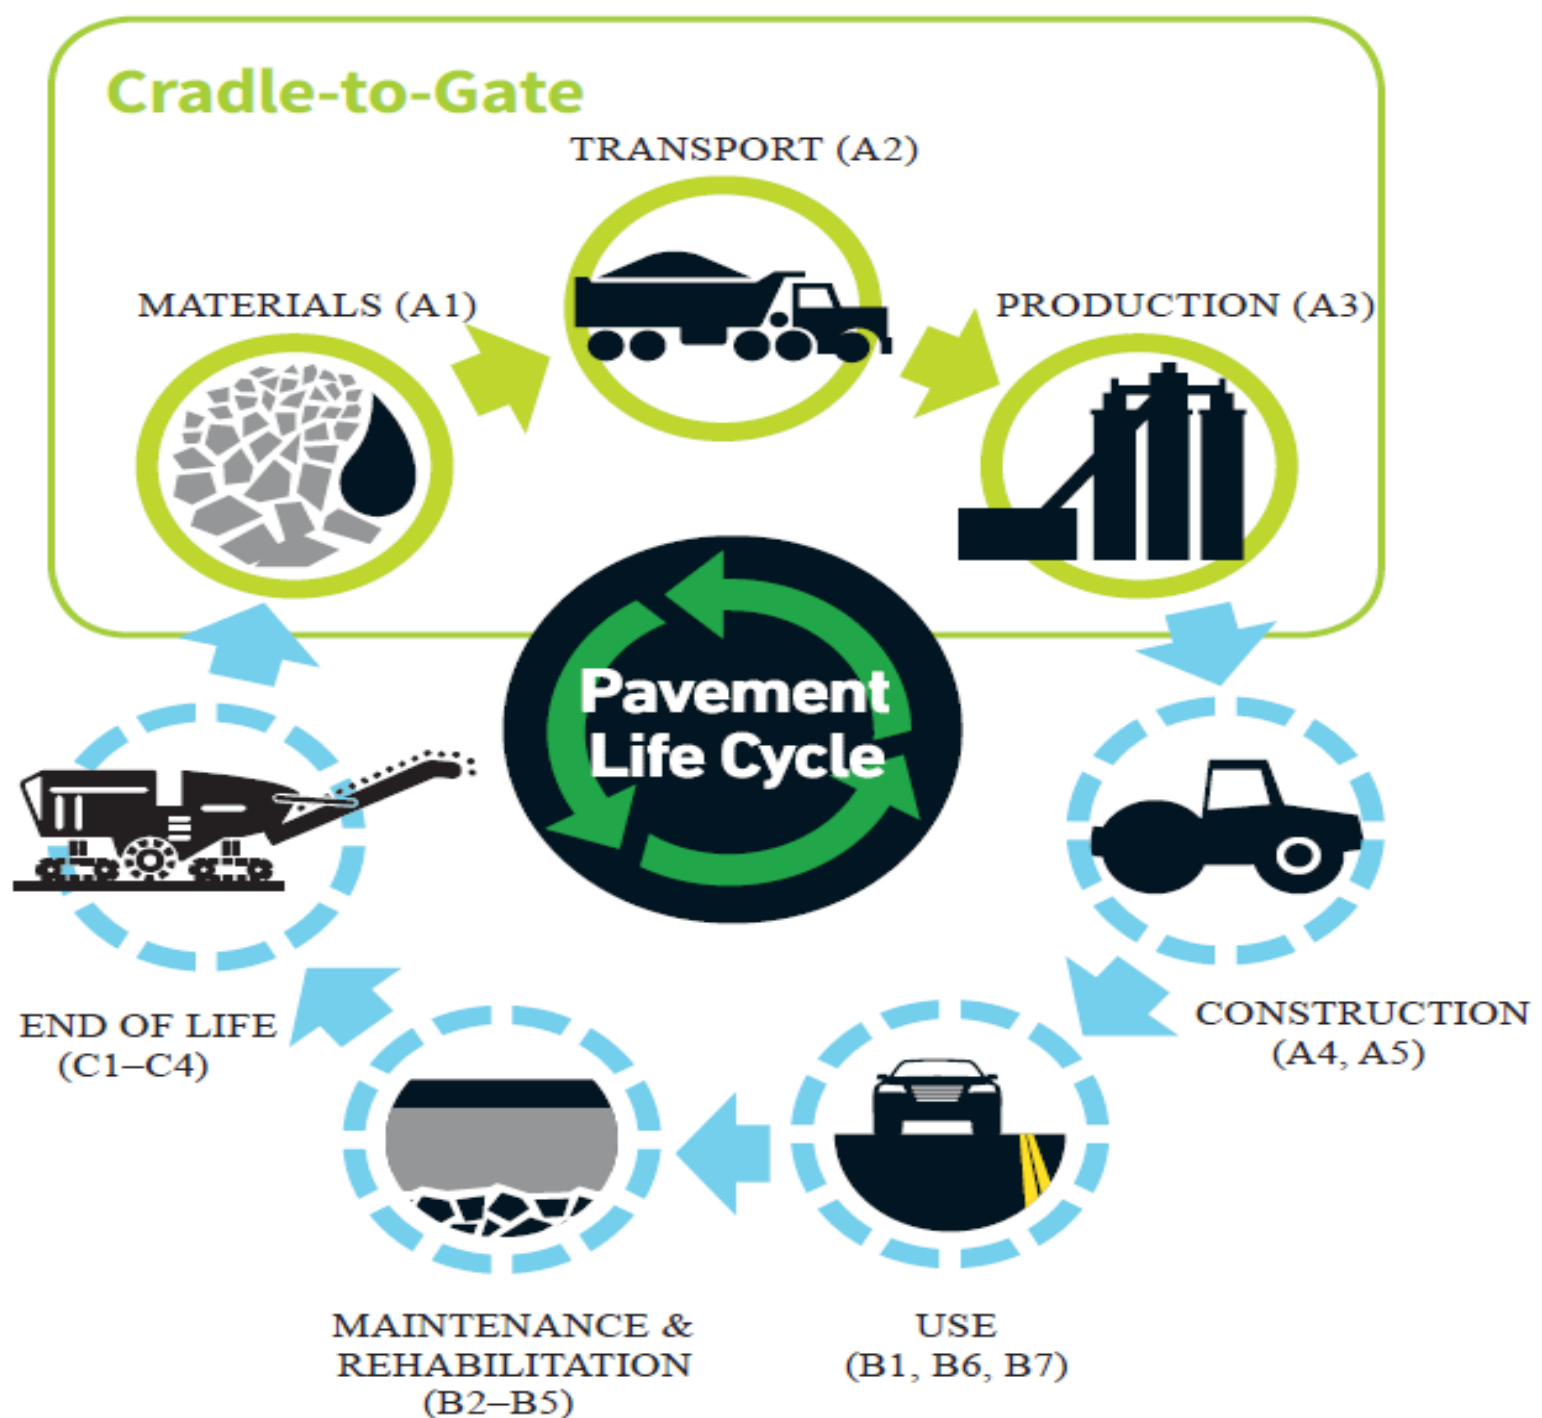 Cradle-to-Gate
TRANSPORT (A2)
MATERIALS (A1)
PRODUCTION (A3)
Pavement
Life Cycle
CONSTRUCTION
(A4, A5)
USE
(B1, B6, B7)
MAINTENANCE &
REHABILITATION
(B2–B5)
END OF LIFE
(C1–C4)